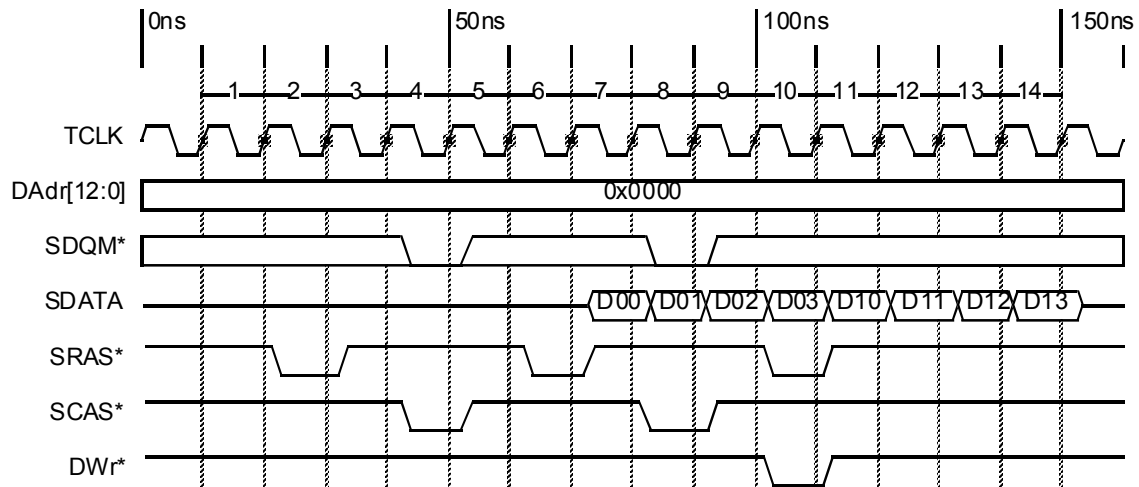 0ns 50ns 100ns 150ns
1 2 3 4 5 6 7 8 9 10 11 12 13 14
TCLK
DAdr[12:0] 0x0000
SDQM*
SDATA D00 D01 D02 D03 D10 D11 D12 D13
SRAS*
SCAS*
DWr*